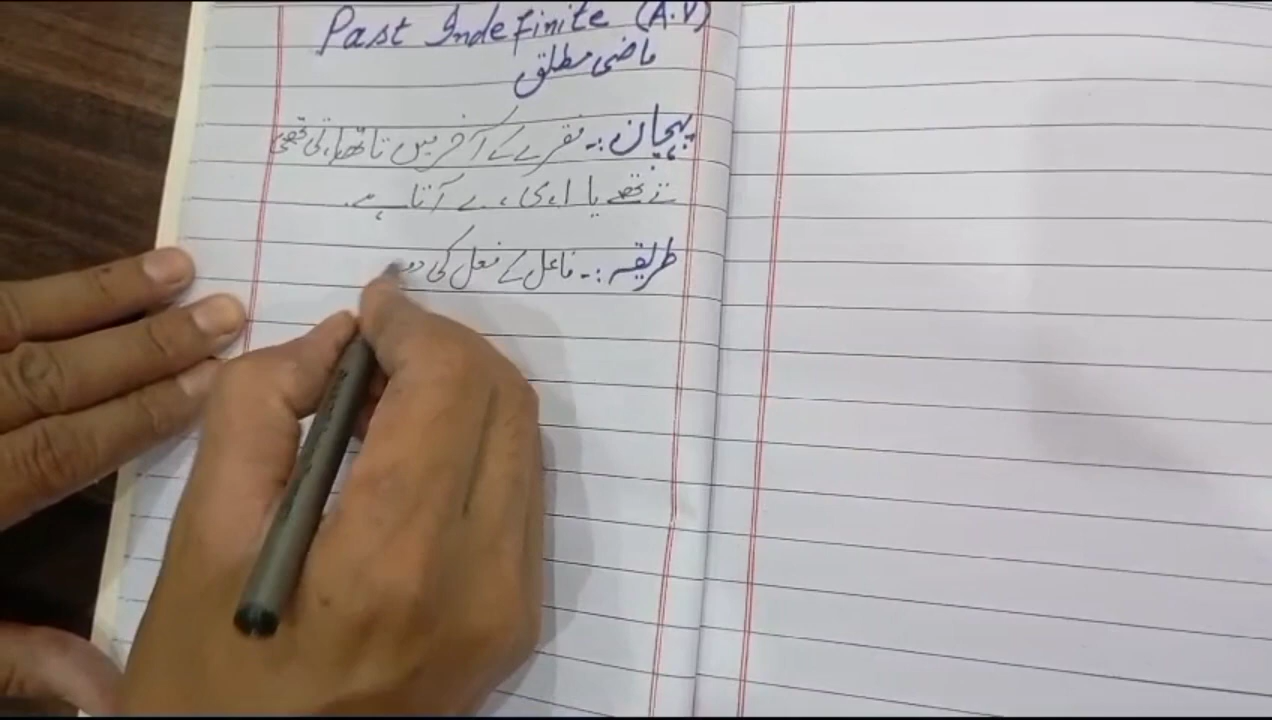 Past Indefinite (A.V)
ماضی مطلق
پہچان:۔ فقرے کے آخر میں تا تھا، تی تھی
تے تھے یا ا، ی، ے آتا ہے۔
طریقہ:۔ فاعل کے فعل کی